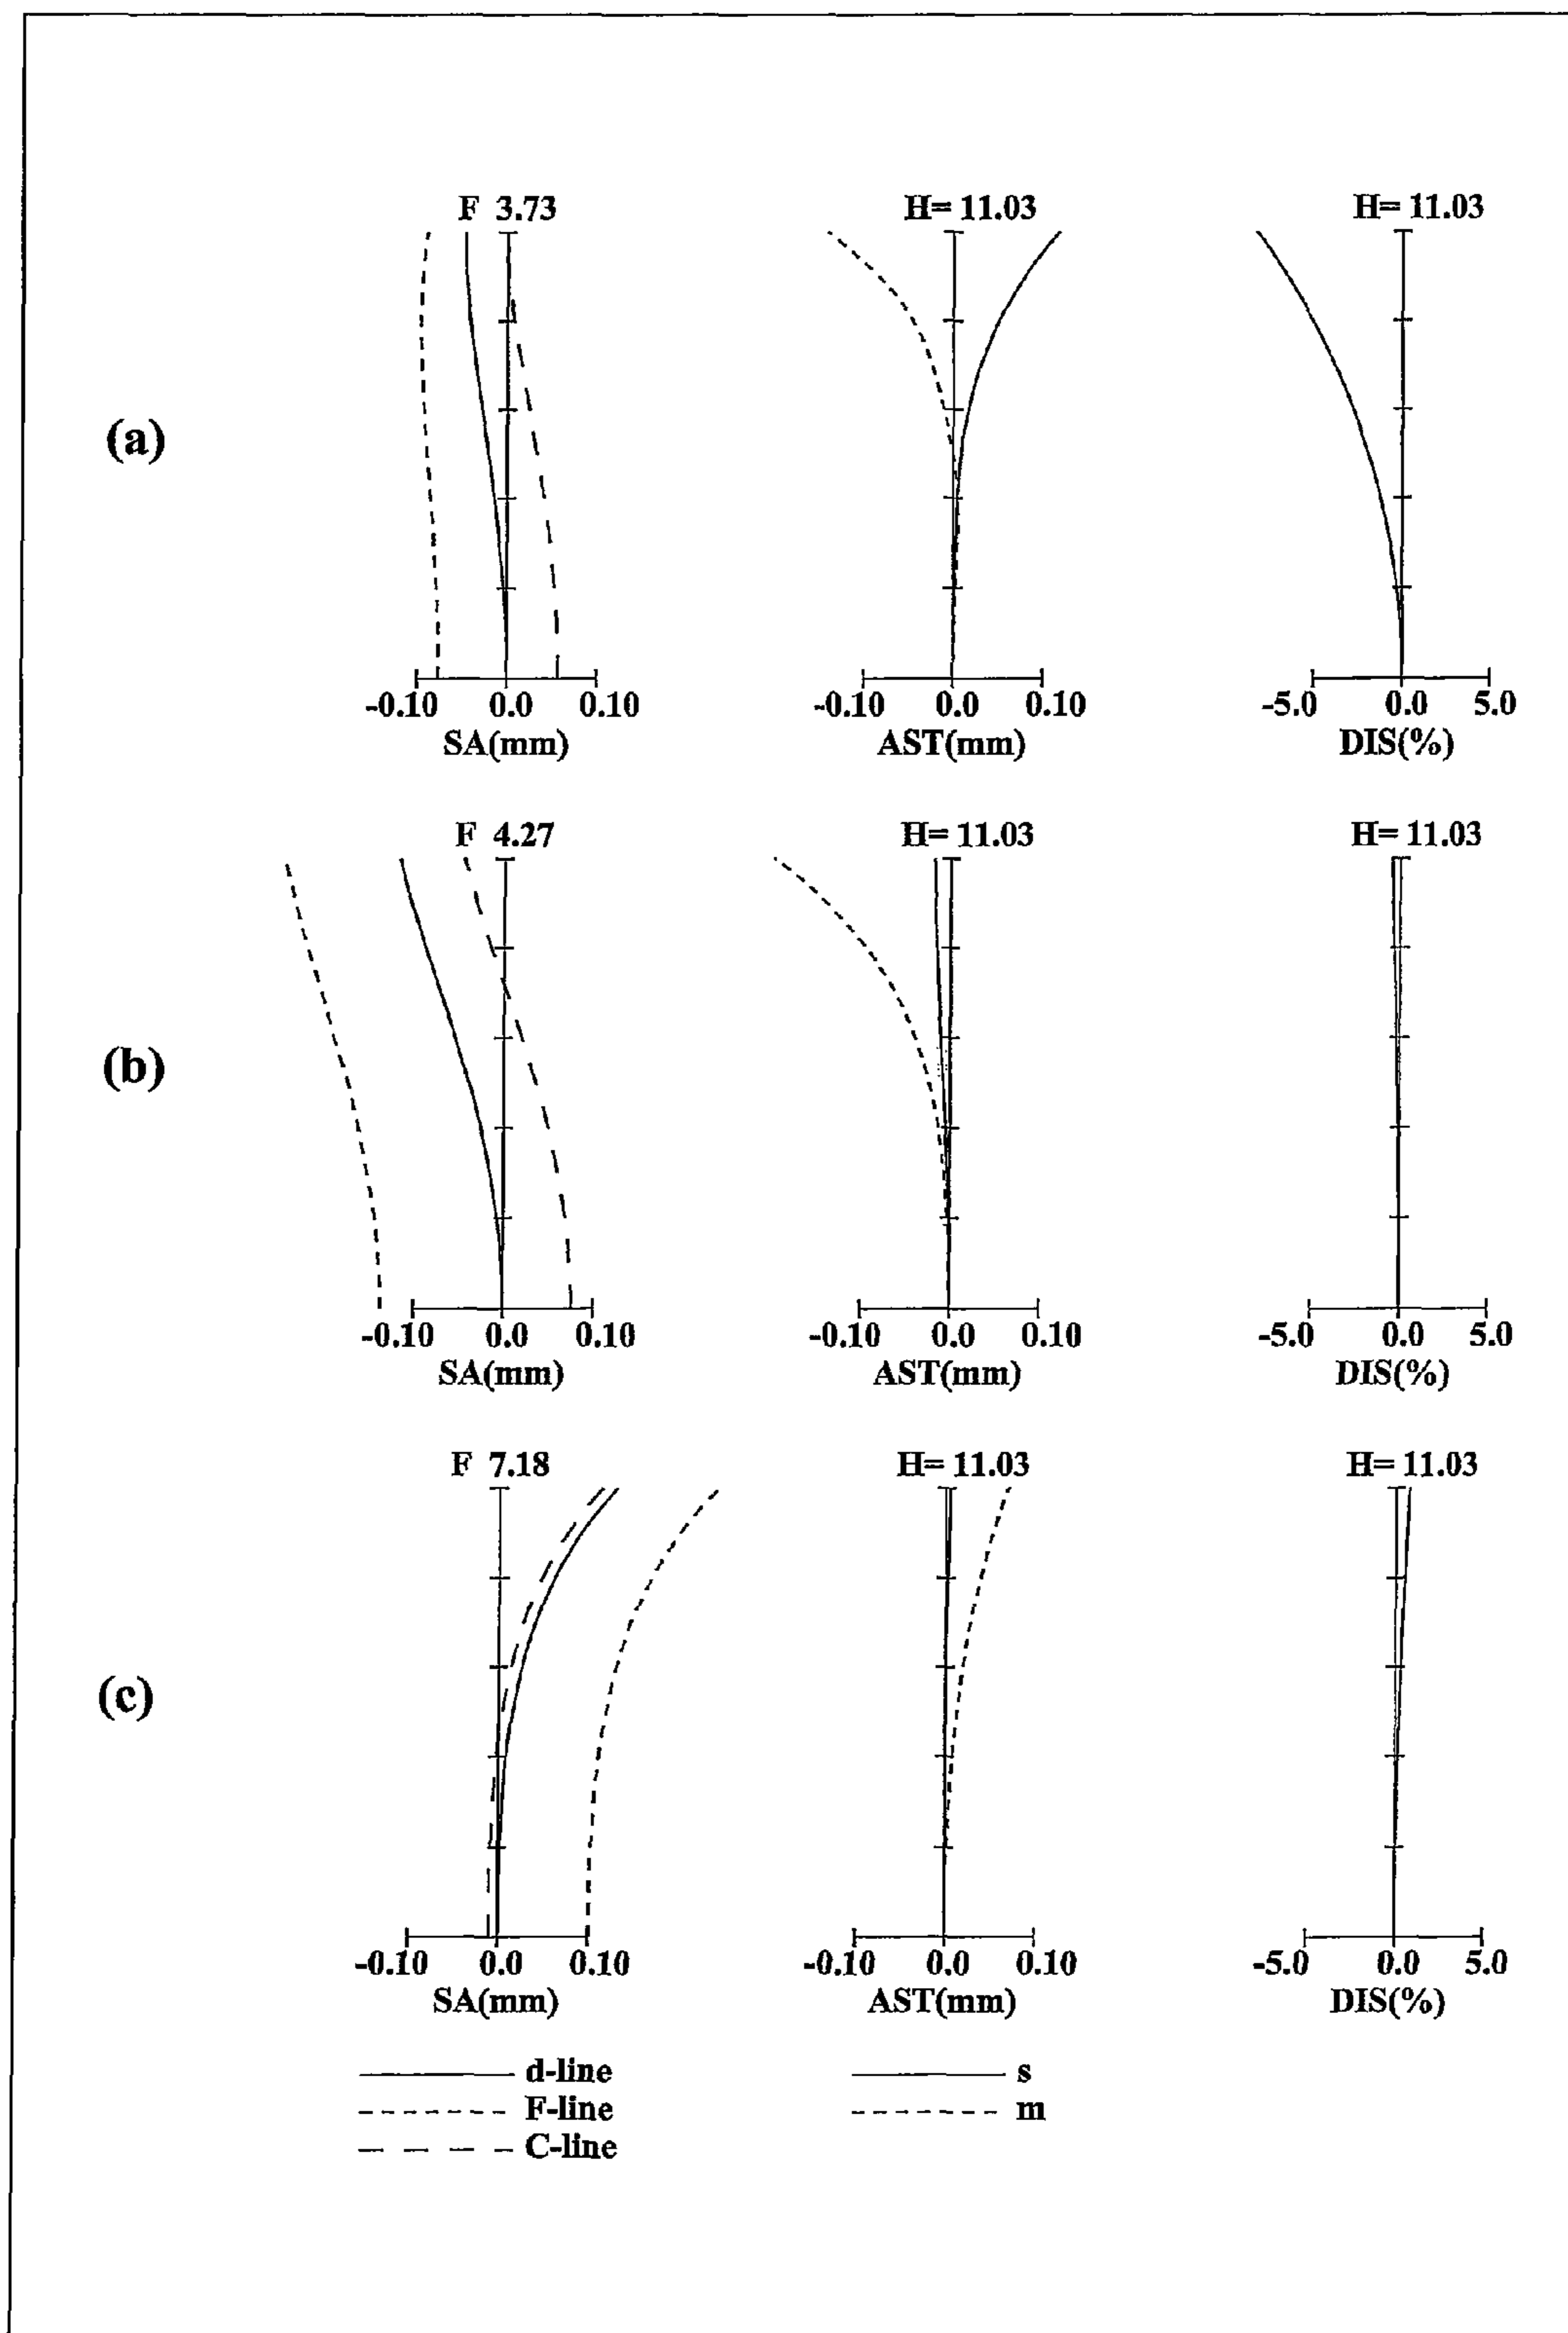 (a)
F 3.73
H= 11.03
H= 11.03
-0.10 0.0 0.10
SA(mm)
-0.10 0.0 0.10
AST(mm)
-5.0 0.0 5.0
DIS(%)
(b)
F 4.27
H= 11.03
H= 11.03
-0.10 0.0 0.10
SA(mm)
-0.10 0.0 0.10
AST(mm)
-5.0 0.0 5.0
DIS(%)
(c)
F 7.18
H= 11.03
H= 11.03
-0.10 0.0 0.10
SA(mm)
-0.10 0.0 0.10
AST(mm)
-5.0 0.0 5.0
DIS(%)
d-line
F-line
C-line
s
m